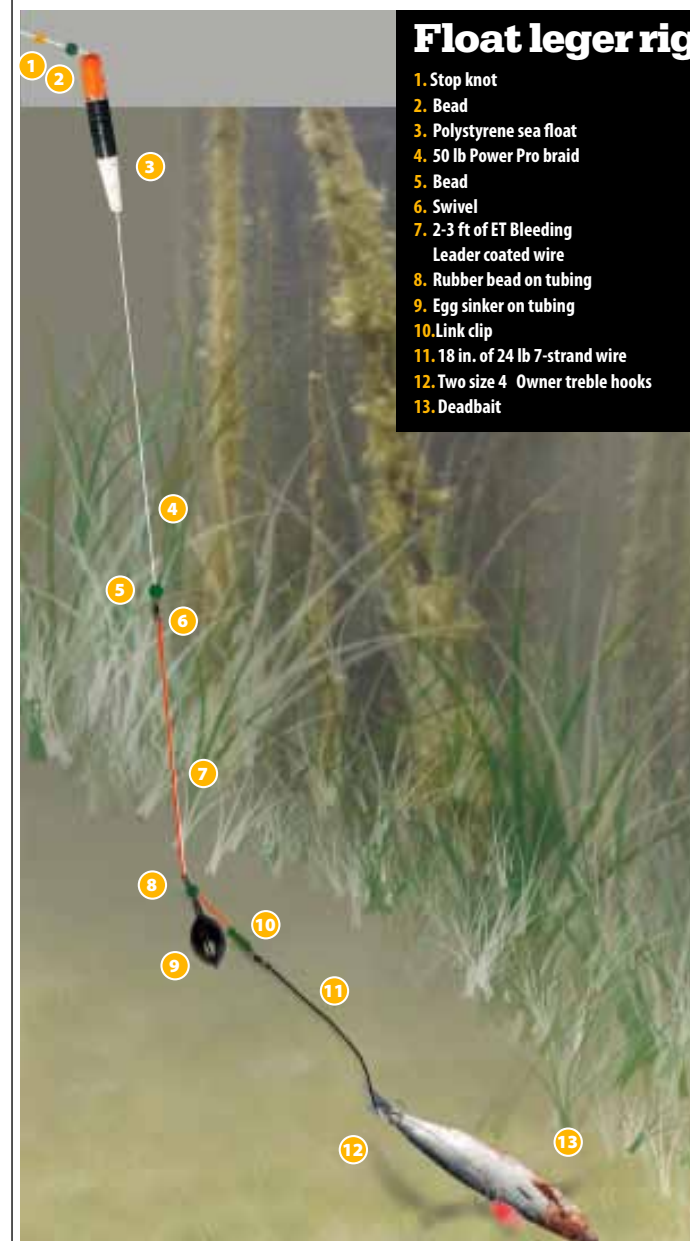 Float leger rig
1. Stop knot
2. Bead
3. Polystyrene sea float
4. 50 lb Power Pro braid
5. Bead
6. Swivel
7. 2-3 ft of ET Bleeding
Leader coated wire
8. Rubber bead on tubing
9. Egg sinker on tubing
10.Link clip
11. 18 in. of 24 lb 7-strand wire
12. Two size 4 Owner treble hooks
13. Deadbait
1
2
3
4
5
6
7
8
9
10
11
12
13